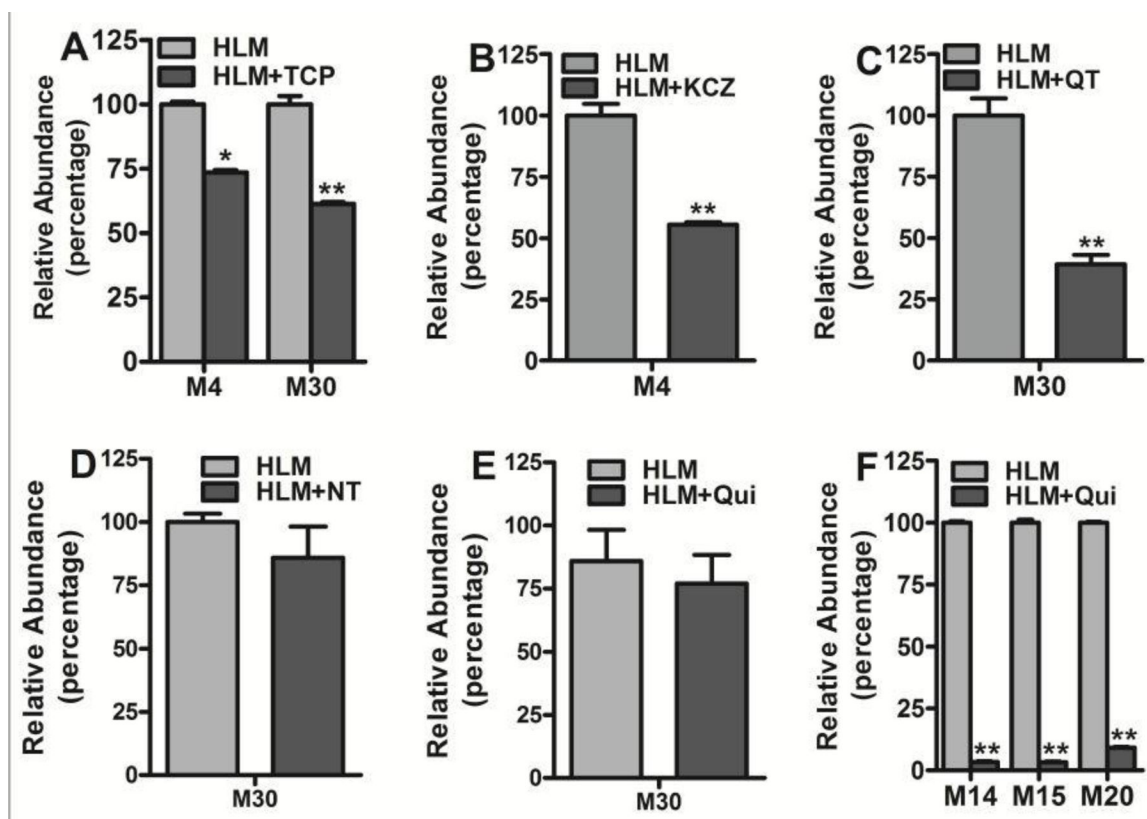 A
HLM
HLM+TCP
Relative Abundance
(percentage)
125
100
75
50
25
0
*
**
M4 M30
B
HLM
HLM+KCZ
Relative Abundance
(percentage)
125
100
75
50
25
0
**
M4
C
HLM
HLM+QT
Relative Abundance
(percentage)
125
100
75
50
25
0
**
M30
D
HLM
HLM+NT
Relative Abundance
(percentage)
125
100
75
50
25
0
M30
E
HLM
HLM+Qui
Relative Abundance
(percentage)
125
100
75
50
25
0
M30
F
HLM
HLM+Qui
Relative Abundance
(percentage)
125
100
75
50
25
0
** ** **
M14 M15 M20